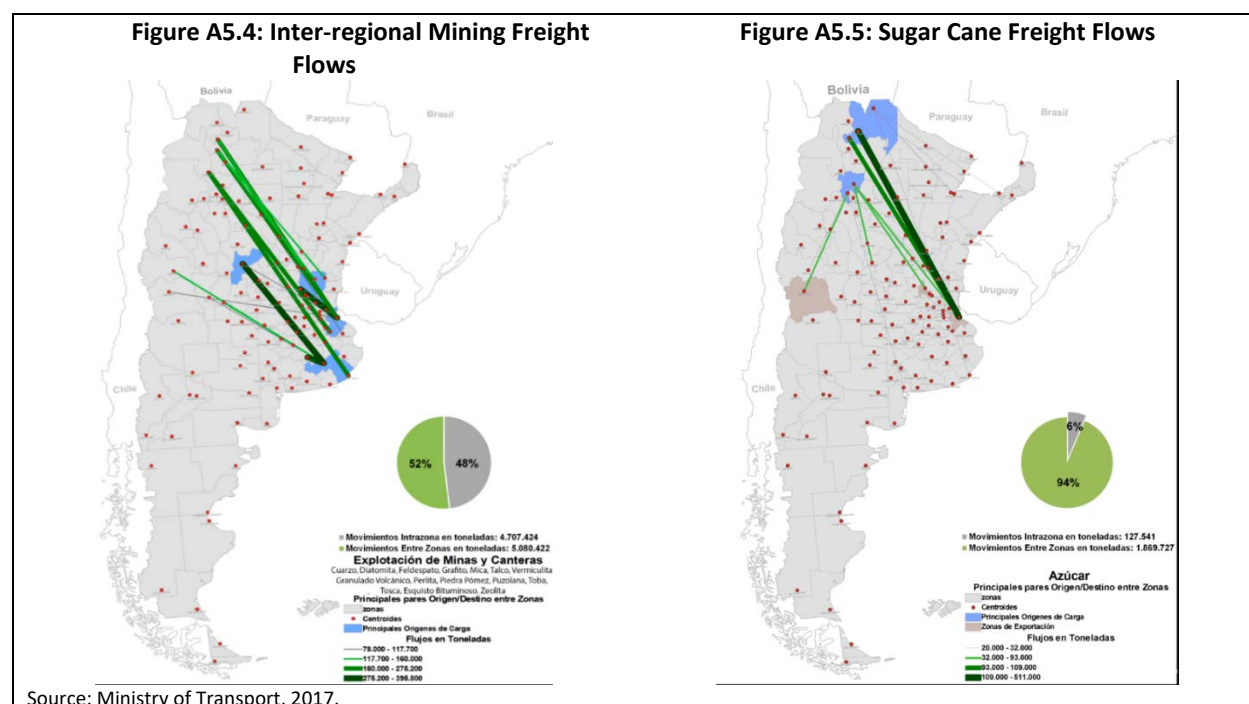 Figure A5.4: Inter-regional Mining Freight
Flows
Bolivia
Paraguay
Brasil
Uruguay
Chile
52%
48%
Movimientos Intrazona en toneladas: 4.707.424
Movimientos Entre Zonas en toneladas: 5.080.422
Explotación de Minas y Canteras
Cuarzo, Diatomita, Feldespato, Grafito, Mica, Talco, Vermiculita
Granulado Volcánico, Perlita, Piedra Pómez, Puzolana, Toba,
Tosca, Esquisto Bituminoso, Zeolita
Principales pares Origen/Destino entre Zonas
zonas
Centroides
Principales Origenes de Carga
Flujos en Toneladas
78.000 - 117.700
117.700 - 160.000
160.000 - 275.200
275.200 - 395.800
Figure A5.5: Sugar Cane Freight Flows
Bolivia
Paraguay
Brasil
Uruguay
Chile
6%
94%
Movimientos Intrazona en toneladas: 127.541
Movimientos Entre Zonas en toneladas: 1.869.727
Azúcar
Principales pares Origen/Destino entre Zonas
zonas
Centroides
Principales Origenes de Carga
Zonas de Exportación
Flujos en Toneladas
20.000 - 32.000
32.000 - 93.000
93.000 - 109.000
109.000 - 511.000
Source: Ministry of Transport, 2017.